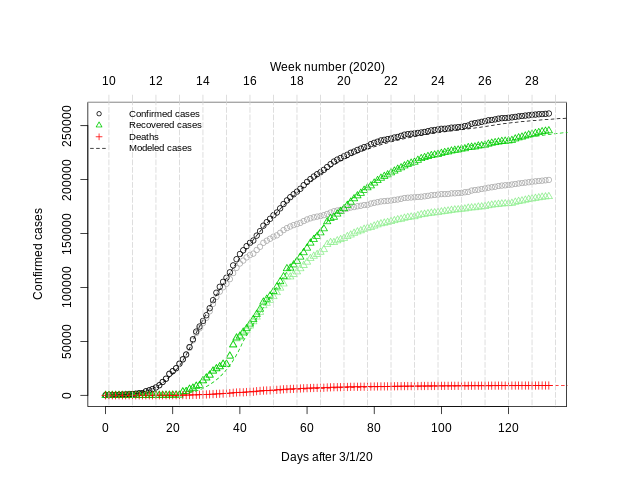 Week number (2020)
10 12 14 16 18 20 22 24 26 28
Confirmed cases
Recovered cases
Deaths
Modeled cases
Confirmed cases
250000
200000
150000
100000
50000
0
0 20 40 60 80 100 120
Days after 3/1/20